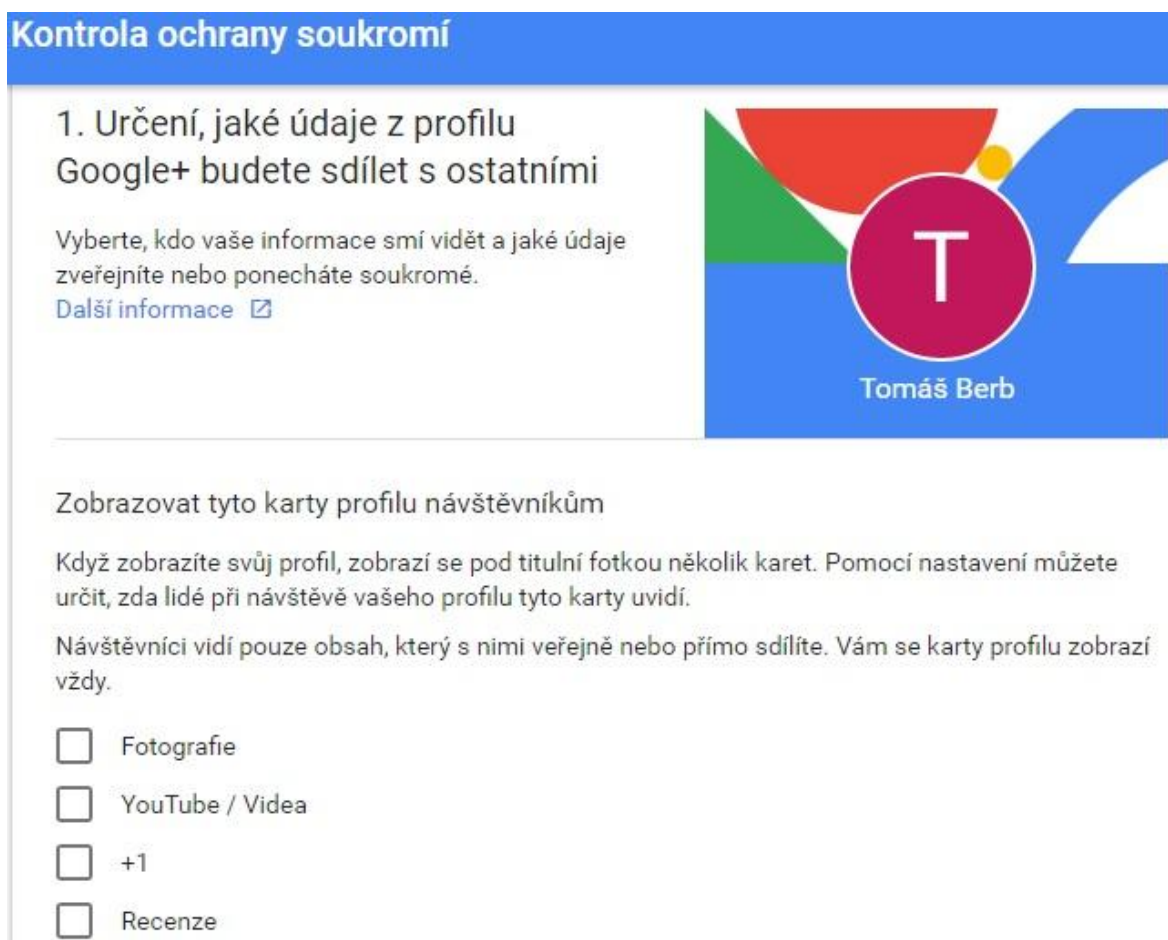 Kontrola ochrany soukromí
1. Určení, jaké údaje z profilu
Google+ budete sdílet s ostatními
Vyberte, kdo vaše informace smí vidět a jaké údaje
zveřejníte nebo ponecháte soukromé.
Další informace
T
Tomáš Berb
Zobrazovat tyto karty profilu návštěvníkům
Když zobrazíte svůj profil, zobrazí se pod titulní fotkou několik karet. Pomocí nastavení můžete
určit, zda lidé při návštěvě vašeho profilu tyto karty uvidí.
Návštěvníci vidí pouze obsah, který s nimi veřejně nebo přímo sdílíte. Vám se karty profilu zobrazí
vždy.
Fotografie
YouTube / Videa
+1
Recenze